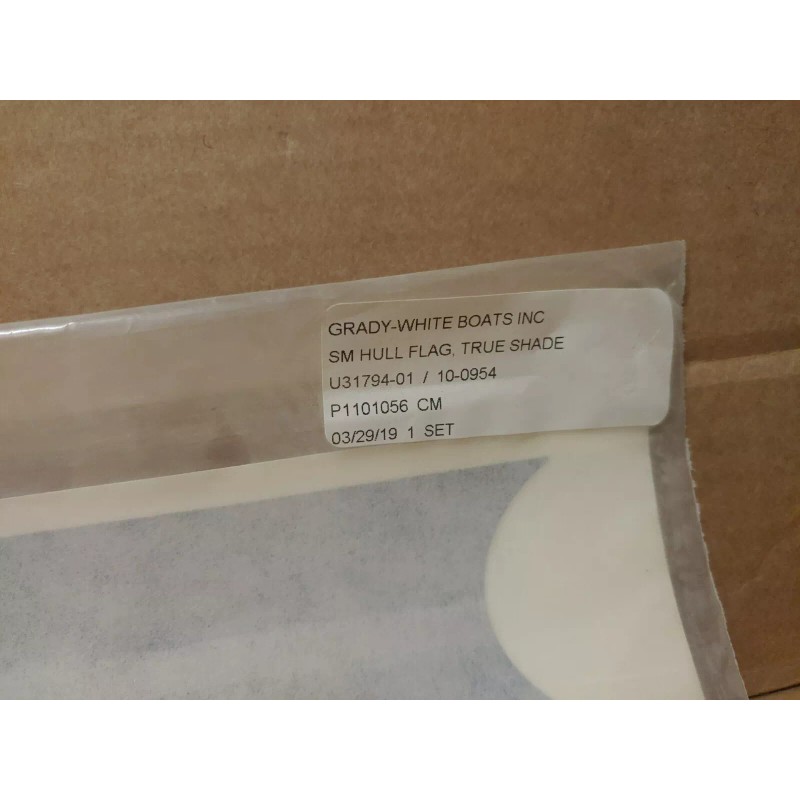 GRADY-WHITE BOATS INC
SM HULL FLAG, TRUE SHADE
U31794-01 / 10-0954
P1101056 CM
03/29/19 1 SET